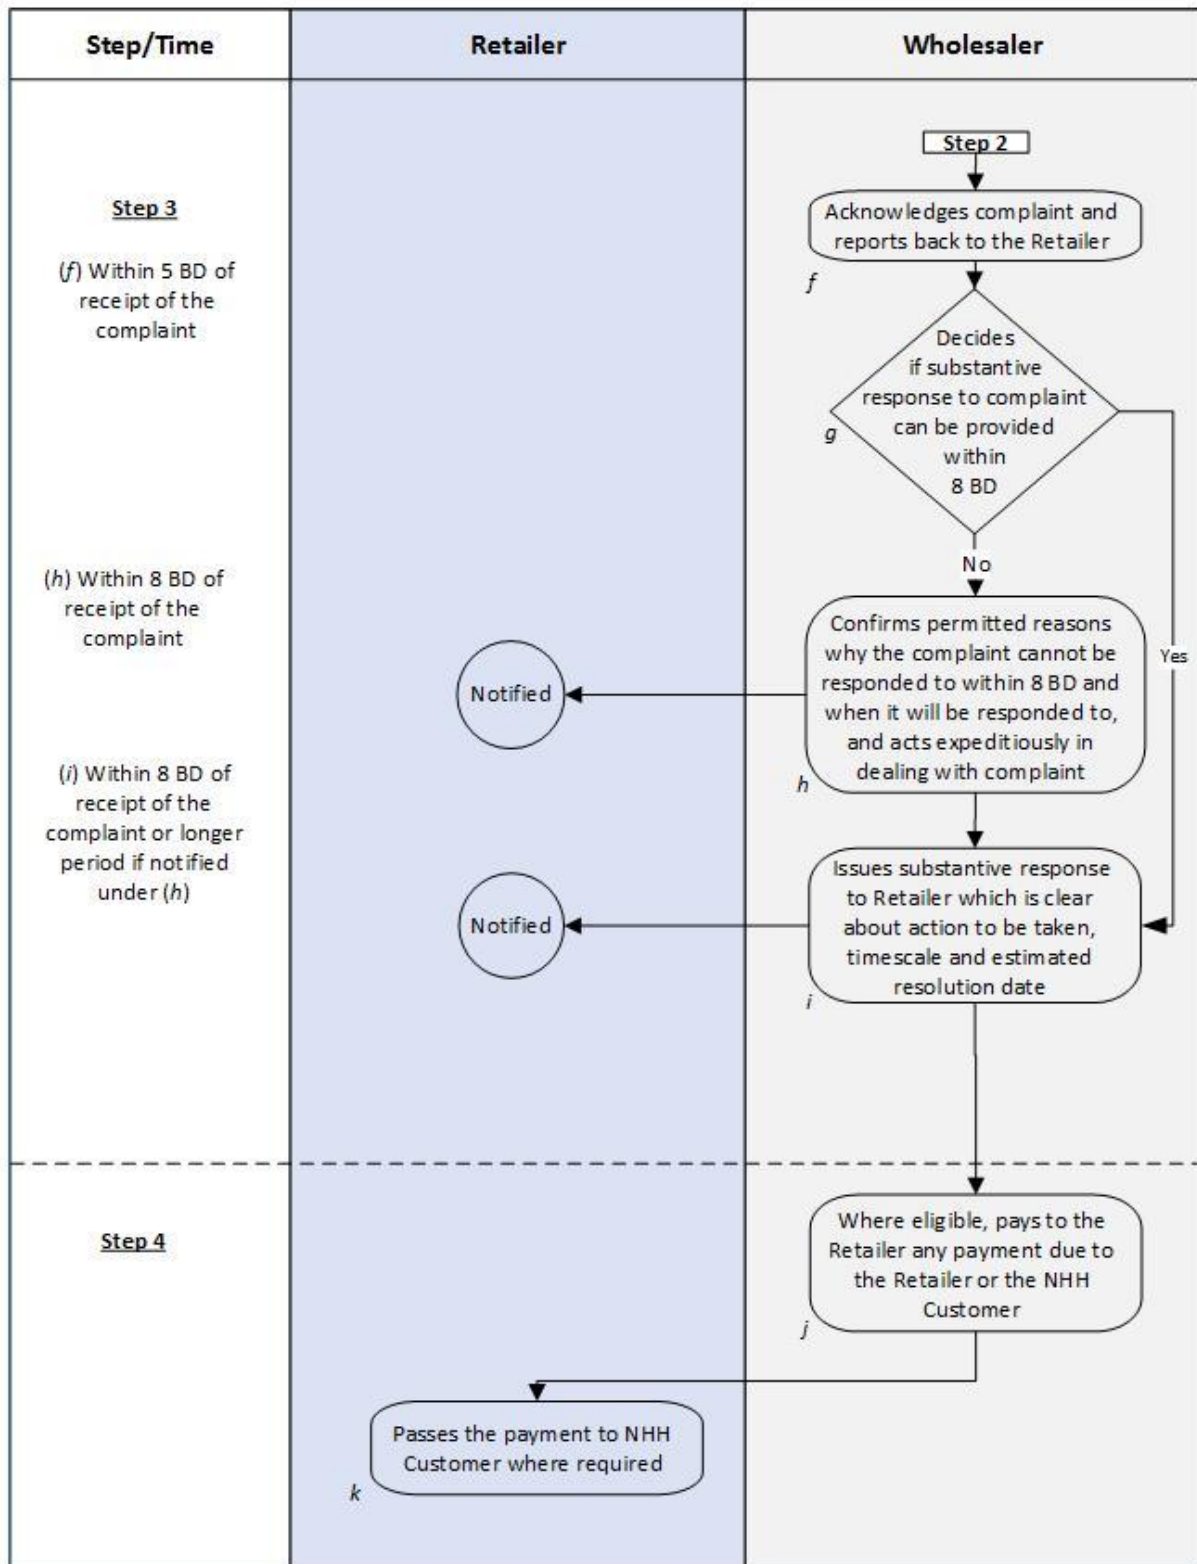 Step/Time
Retailer
Wholesaler
Step 2
Step 3
Acknowledges complaint and
reports back to the Retailer
(f) Within 5 BD of
receipt of the
complaint
f
Decides
if substantive
response to complaint
can be provided
within
8 BD
g
No
Yes
(h) Within 8 BD of
receipt of the
complaint
Confirms permitted reasons
why the complaint cannot be
responded to within 8 BD and
when it will be responded to,
and acts expeditiously in
dealing with complaint
Notified
h
(i) Within 8 BD of
receipt of the
complaint or longer
period if notified
under (h)
Issues substantive response
to Retailer which is clear
about action to be taken,
timescale and estimated
resolution date
Notified
i
Step 4
Where eligible, pays to the
Retailer any payment due to
the Retailer or the NHH
Customer
j
Passes the payment to NHH
Customer where required
k